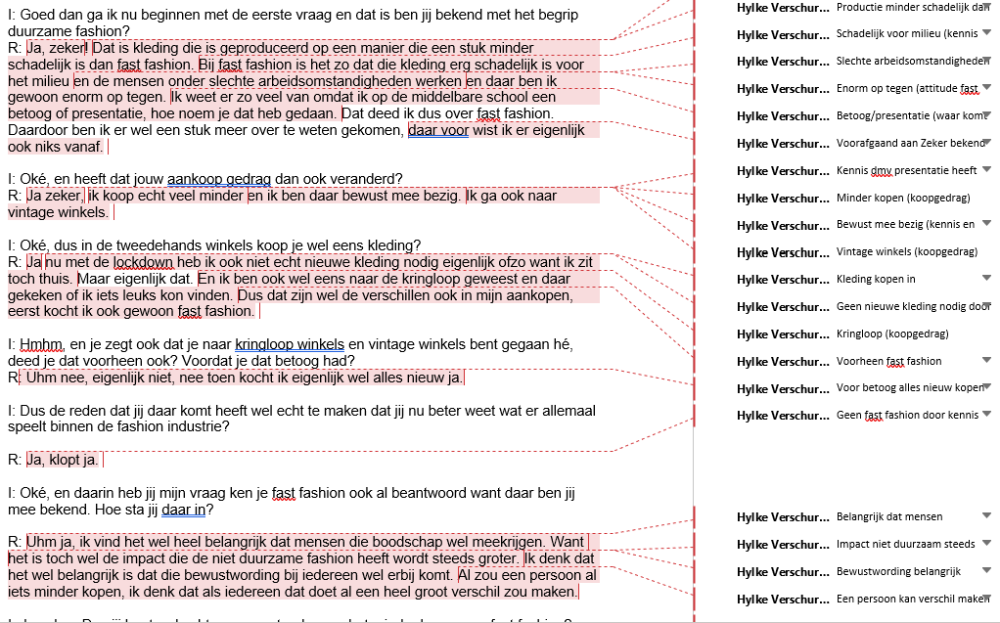 I: Goed dan ga ik nu beginnen met de eerste vraag en dat is ben jij bekend met het begrip
duurzame fashion?
R: Ja, zeker! Dat is kleding die is geproduceerd op een manier die een stuk minder
schadelijk is dan fast fashion. Bij fast fashion is het zo dat die kleding erg schadelijk is voor
het milieu en de mensen onder slechte arbeidsomstandigheden werken en daar ben ik
gewoon enorm op tegen. Ik weet er zo veel van omdat ik op de middelbare school een
betoog of presentatie, hoe noem je dat heb gedaan. Dat deed ik dus over fast fashion.
Daardoor ben ik er wel een stuk meer over te weten gekomen, daar voor wist ik er eigenlijk
ook niks vanaf.
I: Oké, en heeft dat jouw aankoop gedrag dan ook veranderd?
R: Ja zeker, ik koop echt veel minder en ik ben daar bewust mee bezig. Ik ga ook naar
vintage winkels.
I: Oké, dus in de tweedehands winkels koop je wel eens kleding?
R: Ja nu met de lockdown heb ik ook niet echt nieuwe kleding nodig eigenlijk ofzo want ik zit
toch thuis. Maar eigenlijk dat. En ik ben ook wel eens naar de kringloop geweest en daar
gekeken of ik iets leuks kon vinden. Dus dat zijn wel de verschillen ook in mijn aankopen,
eerst kocht ik ook gewoon fast fashion.
I: Hmhm, en je zegt ook dat je naar kringloop winkels en vintage winkels bent gegaan hé,
deed je dat voorheen ook? Voordat je dat betoog had?
R: Uhm nee, eigenlijk niet, nee toen kocht ik eigenlijk wel alles nieuw ja.
I: Dus de reden dat jij daar komt heeft wel echt te maken dat jij nu beter weet wat er allemaal
speelt binnen de fashion industrie?
R: Ja, klopt ja.
I: Oké, en daarin heb jij mijn vraag ken je fast fashion ook al beantwoord want daar ben jij
mee bekend. Hoe sta jij daar in?
R: Uhm ja, ik vind het wel heel belangrijk dat mensen die boodschap wel meekrijgen. Want
het is toch wel de impact die de niet duurzame fashion heeft wordt steeds groter. Ik denk dat
het wel belangrijk is dat die bewustwording bij iedereen wel erbij komt. Al zou een persoon al
iets minder kopen, ik denk dat als iedereen dat doet al een heel groot verschil zou maken.
Hylke Verschur... Productie minder schadelijk dan
Hylke Verschur... Schadelijk voor milieu (kennis
Hylke Verschur... Slechte arbeidsomstandigheden
Hylke Verschur... Enorm op tegen (attitude fast
Hylke Verschur... Betoog/presentatie (waar kom
Hylke Verschur... Voorafgaand aan Zeker bekend
Hylke Verschur... Kennis dmv presentatie heeft
Hylke Verschur... Minder kopen (koopgedrag)
Hylke Verschur... Bewust mee bezig (kennis en
Hylke Verschur... Vintage winkels (koopgedrag)
Hylke Verschur... Kleding kopen in
Hylke Verschur... Geen nieuwe kleding nodig door
Hylke Verschur... Kringloop (koopgedrag)
Hylke Verschur... Voorheen fast fashion
Hylke Verschur... Voor betoog alles nieuw kopen
Hylke Verschur... Geen fast fashion door kennis
Hylke Verschur... Belangrijk dat mensen
Hylke Verschur... Impact niet duurzaam steeds
Hylke Verschur... Bewustwording belangrijk
Hylke Verschur... Een persoon kan verschil maken